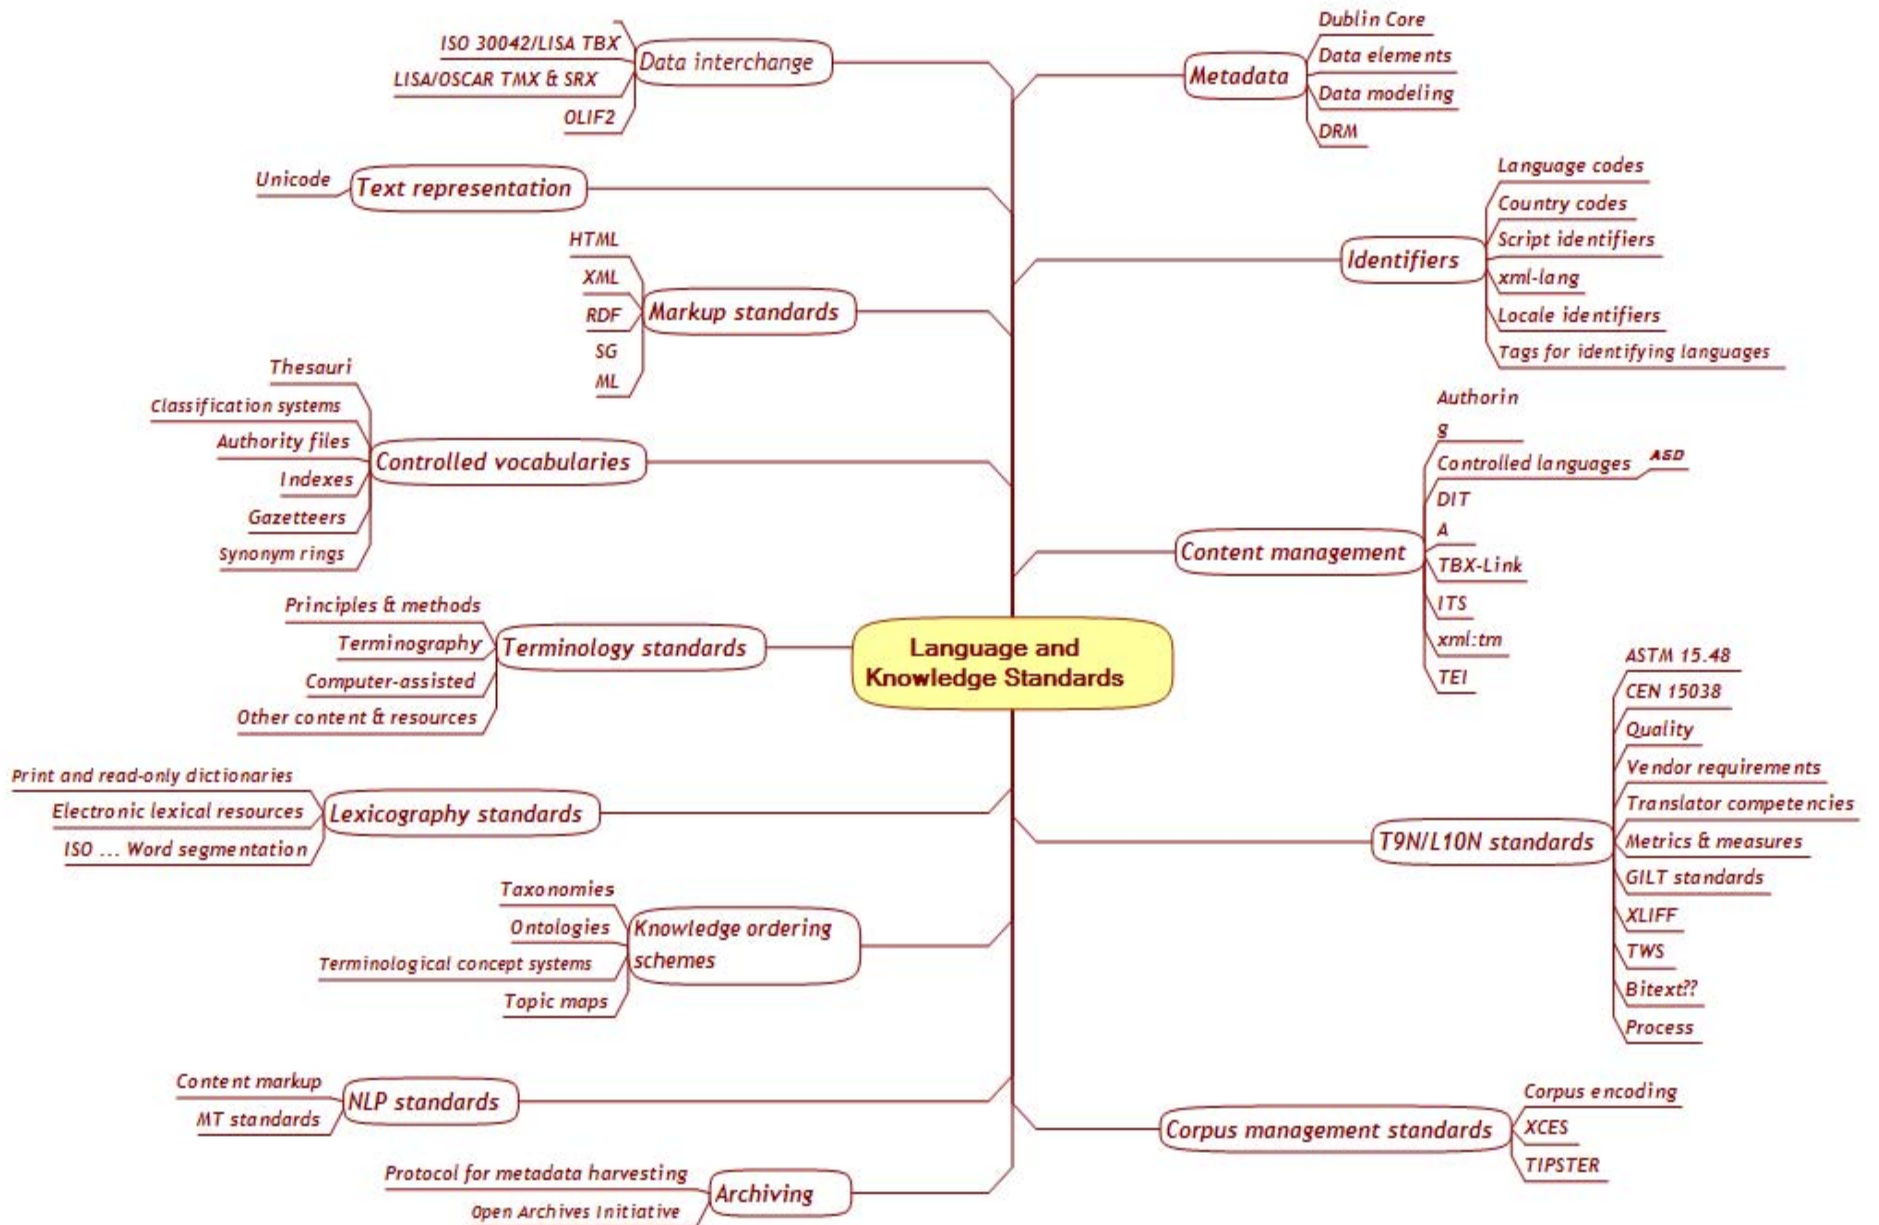 Language and
Knowledge Standards
Data interchange
ISO 30042/LISA TBX
LISA/OSCAR TMX & SRX
OLIF2
Text representation
Unicode
Markup standards
HTML
XML
RDF
SG
ML
Controlled vocabularies
Thesauri
Classification systems
Authority files
Indexes
Gazetteers
Synonym rings
Terminology standards
Principles & methods
Terminography
Computer-assisted
Other content & resources
Lexicography standards
Print and read-only dictionaries
Electronic lexical resources
ISO ... Word segmentation
Knowledge ordering
schemes
Taxonomies
Ontologies
Terminological concept systems
Topic maps
NLP standards
Content markup
MT standards
Archiving
Protocol for metadata harvesting
Open Archives Initiative
Metadata
Dublin Core
Data elements
Data modeling
DRM
Identifiers
Language codes
Country codes
Script identifiers
xml-lang
Locale identifiers
Tags for identifying languages
Content management
Authorin
g
Controlled languages
ASD
DIT
A
TBX-Link
ITS
xml:tm
TEI
T9N/L10N standards
ASTM 15.48
CEN 15038
Quality
Vendor requirements
Translator competencies
Metrics & measures
GILT standards
XLIFF
TWS
Bitext??
Process
Corpus management standards
Corpus encoding
XCES
TIPSTER